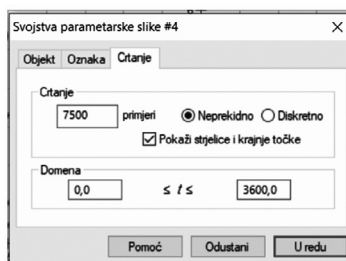 Svojstva parametarske slike #4
Objekt Oznaka Crtanje
Crtanje
7500 primjeri Neprekidno Diskretno
Pokaži strjelice i krajnje točke
Domena
0,0 ≤ t ≤ 3600,0
Pomoć Odustani U redu